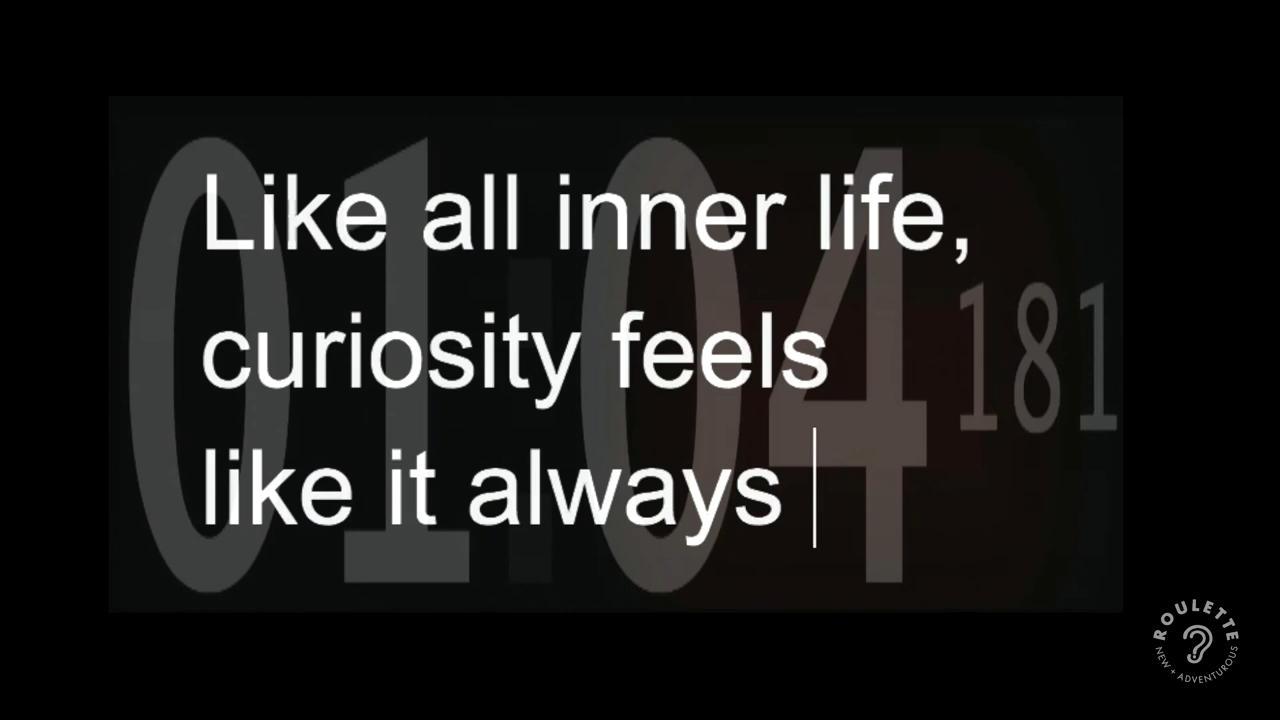 Like all inner life,
curiosity feels
like it always
01:04
181
ROULETTE
NEW + ADVENTUROUS